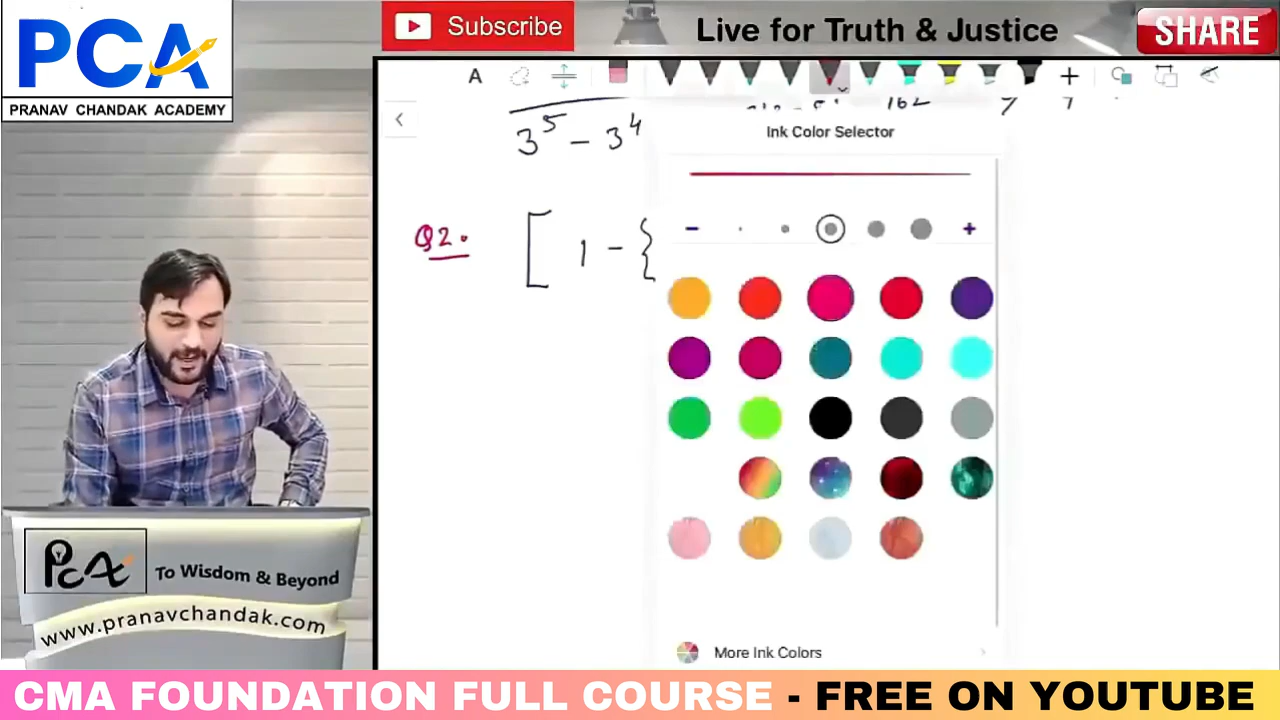 PCA
PRANAV CHANDAK ACADEMY
Subscribe
Live for Truth & Justice
SHARE
A
162
3⁵ - 3⁴
Ink Color Selector
Q2.
[ 1 - {
- +
More Ink Colors
PCA To Wisdom & Beyond
www.pranavchandak.com
CMA FOUNDATION FULL COURSE - FREE ON YOUTUBE